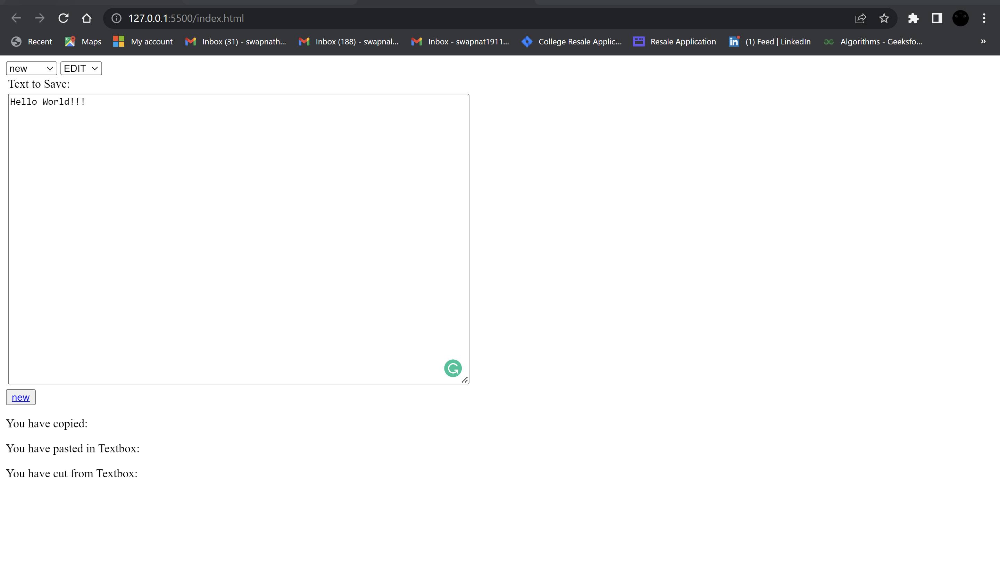 127.0.0.1:5500/index.html
Recent Maps My account Inbox (31) - swapnath... Inbox (188) - swapnal... Inbox - swapnat1911... College Resale Applic... Resale Application (1) Feed | LinkedIn Algorithms - Geeksfo... »
new EDIT
Text to Save:
Hello World!!!
new
You have copied:
You have pasted in Textbox:
You have cut from Textbox: